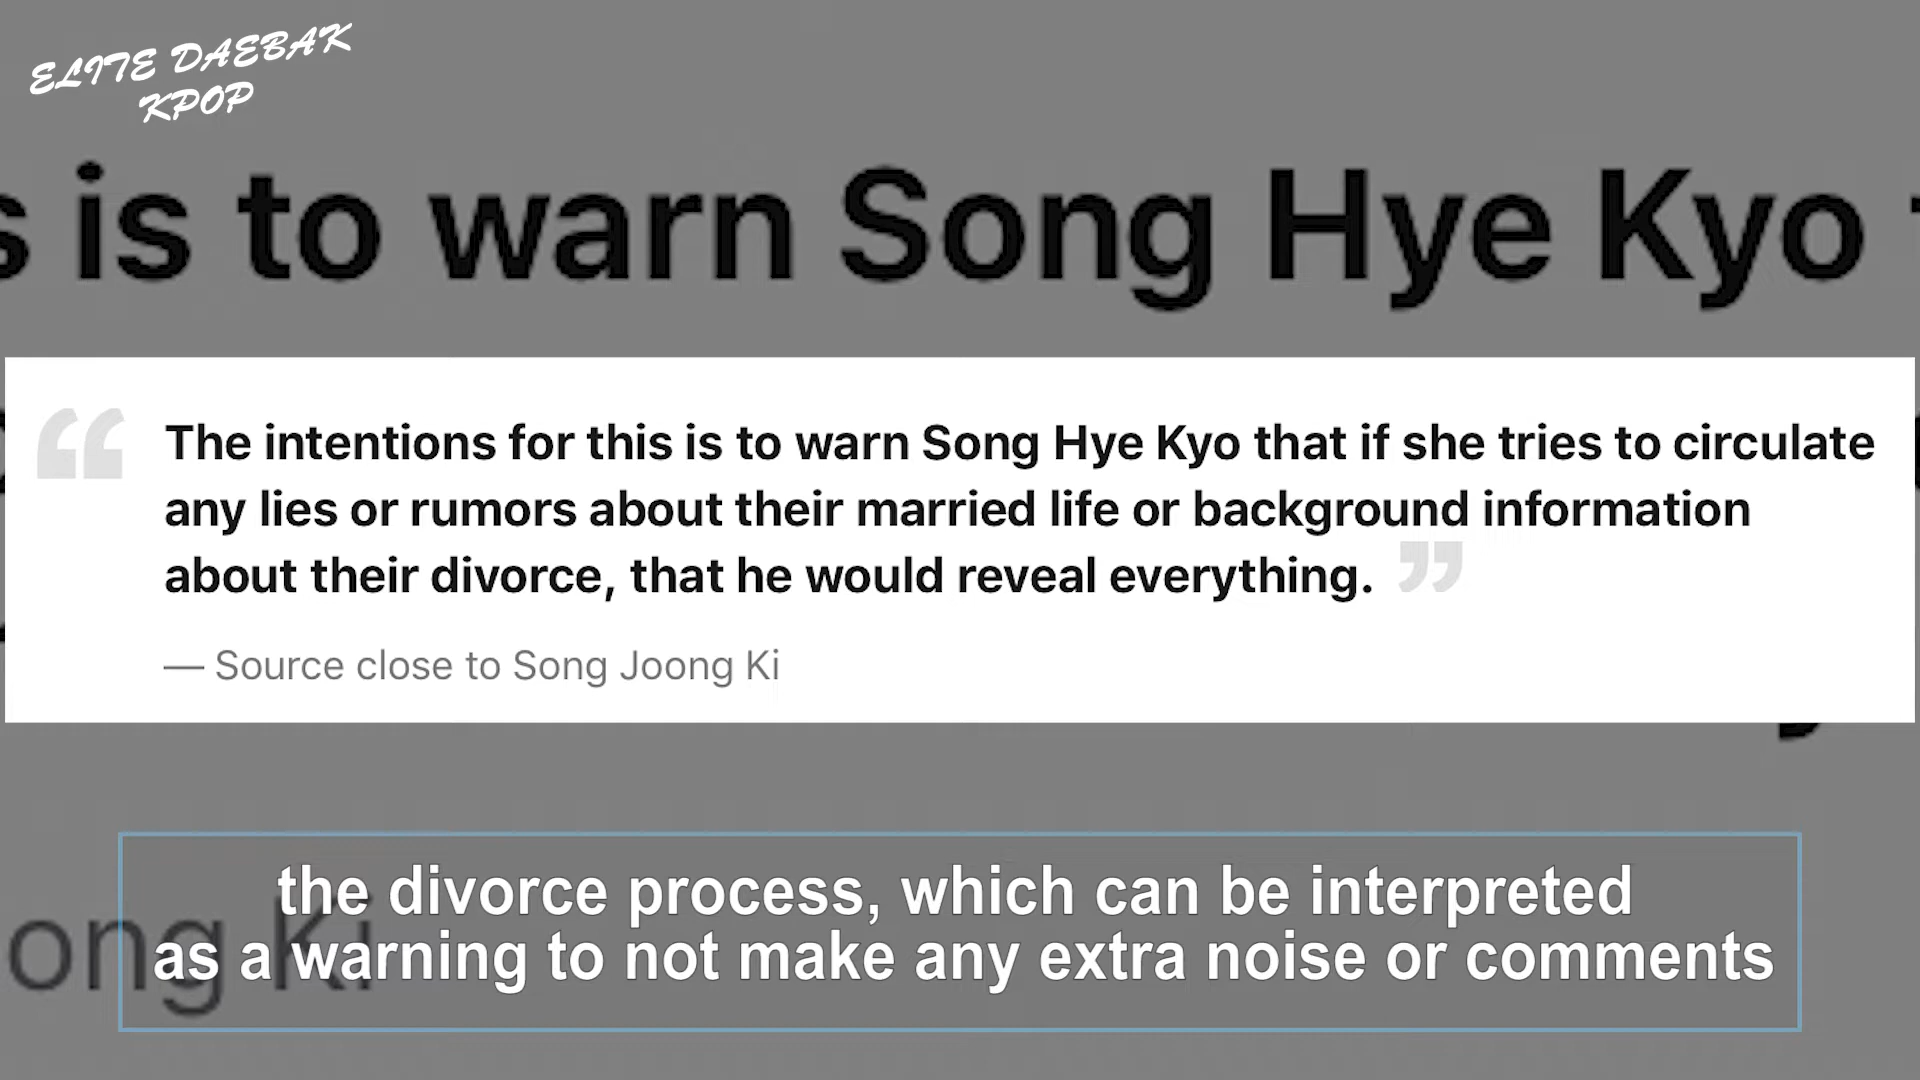 ELITE DAEBAK
KPOP
s is to warn Song Hye Kyo
“ The intentions for this is to warn Song Hye Kyo that if she tries to circulate
any lies or rumors about their married life or background information
about their divorce, that he would reveal everything. ”
— Source close to Song Joong Ki
ong Ki
the divorce process, which can be interpreted
as a warning to not make any extra noise or comments